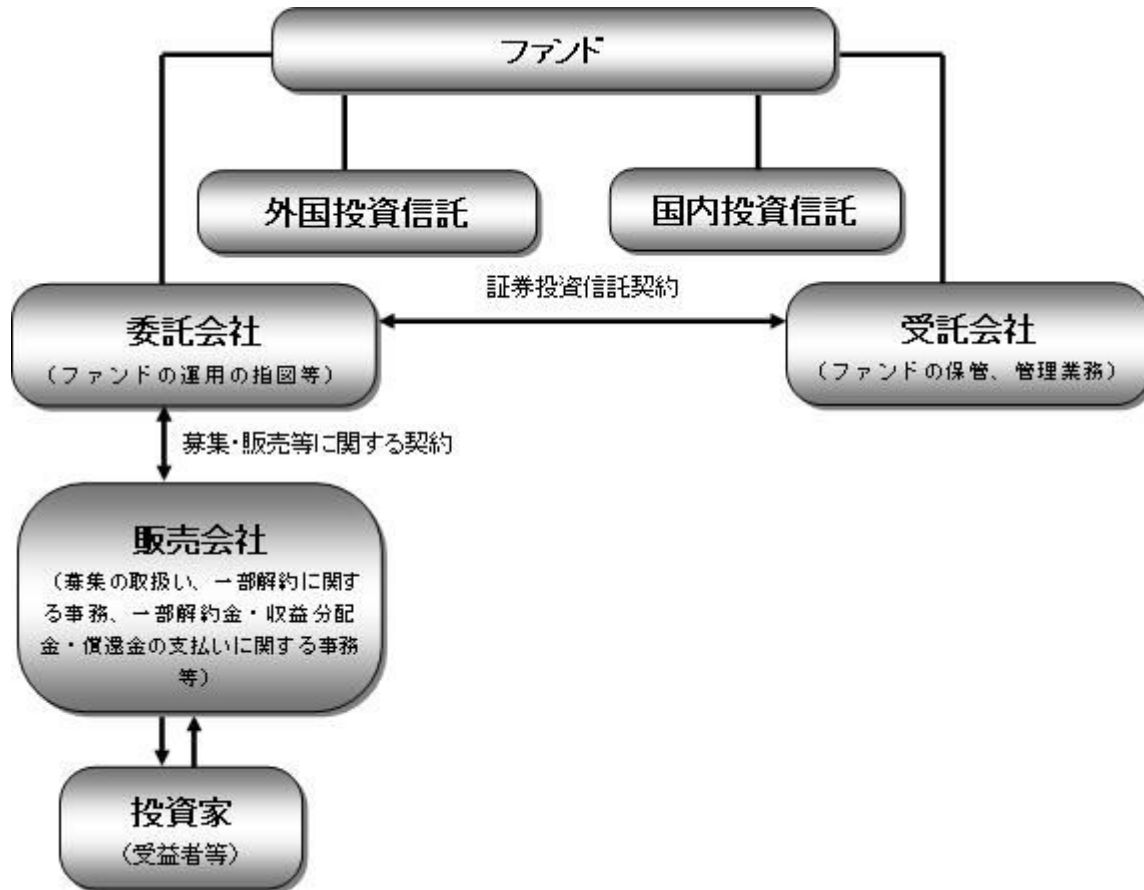 ファンド
外国投資信託
国内投資信託
証券投資信託契約
委託会社
（ファンドの運用の指図等）
受託会社
（ファンドの保管、管理業務）
募集・販売等に関する契約
販売会社
（募集の取扱い、一部解約に関す
る事務、一部解約金・収益分配
金・償還金の支払いに関する事務
等）
投資家
（受益者等）